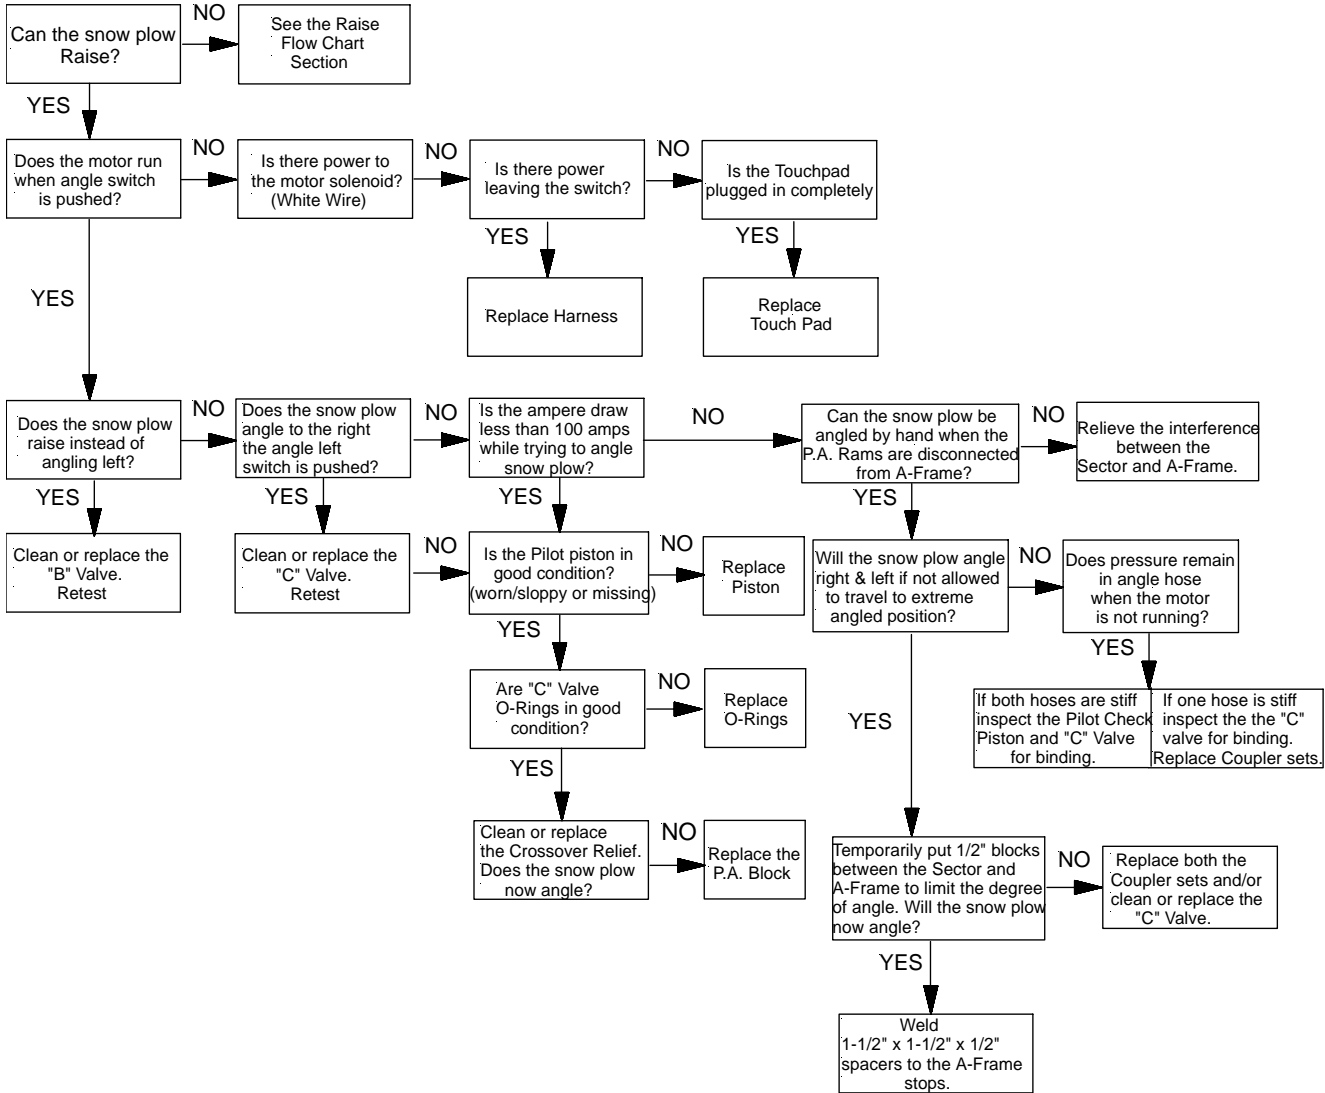 Can the snow plow
Raise?
NO
See the Raise
Flow Chart
Section
YES
Does the motor run
when angle switch
is pushed?
NO
Is there power to
the motor solenoid?
(White Wire)
NO
Is there power
leaving the switch?
NO
Is the Touchpad
plugged in completely
YES
YES
YES
Replace Harness
Replace
Touch Pad
Does the snow plow
raise instead of
angling left?
NO
Does the snow plow
angle to the right
the angle left
switch is pushed?
NO
Is the ampere draw
less than 100 amps
while trying to angle
snow plow?
NO
Can the snow plow be
angled by hand when the
P.A. Rams are disconnected
from A-Frame?
NO
Relieve the interference
between the
Sector and A-Frame.
YES
YES
YES
YES
Clean or replace the
"B" Valve.
Retest
Clean or replace the
"C" Valve.
Retest
NO
Is the Pilot piston in
good condition?
(worn/sloppy or missing)
NO
Replace
Piston
Will the snow plow angle
right & left if not allowed
to travel to extreme
angled position?
NO
Does pressure remain
in angle hose
when the motor
is not running?
YES
YES
Are "C" Valve
O-Rings in good
condition?
NO
Replace
O-Rings
YES
If both hoses are stiff
inspect the Pilot Check
Piston and "C" Valve
for binding.
If one hose is stiff
inspect the the "C"
valve for binding.
Replace Coupler sets.
YES
Clean or replace
the Crossover Relief.
Does the snow plow
now angle?
NO
Replace the
P.A. Block
Temporarily put 1/2" blocks
between the Sector and
A-Frame to limit the degree
of angle. Will the snow plow
now angle?
NO
Replace both the
Coupler sets and/or
clean or replace the
"C" Valve.
YES
Weld
1-1/2" x 1-1/2" x 1/2"
spacers to the A-Frame
stops.